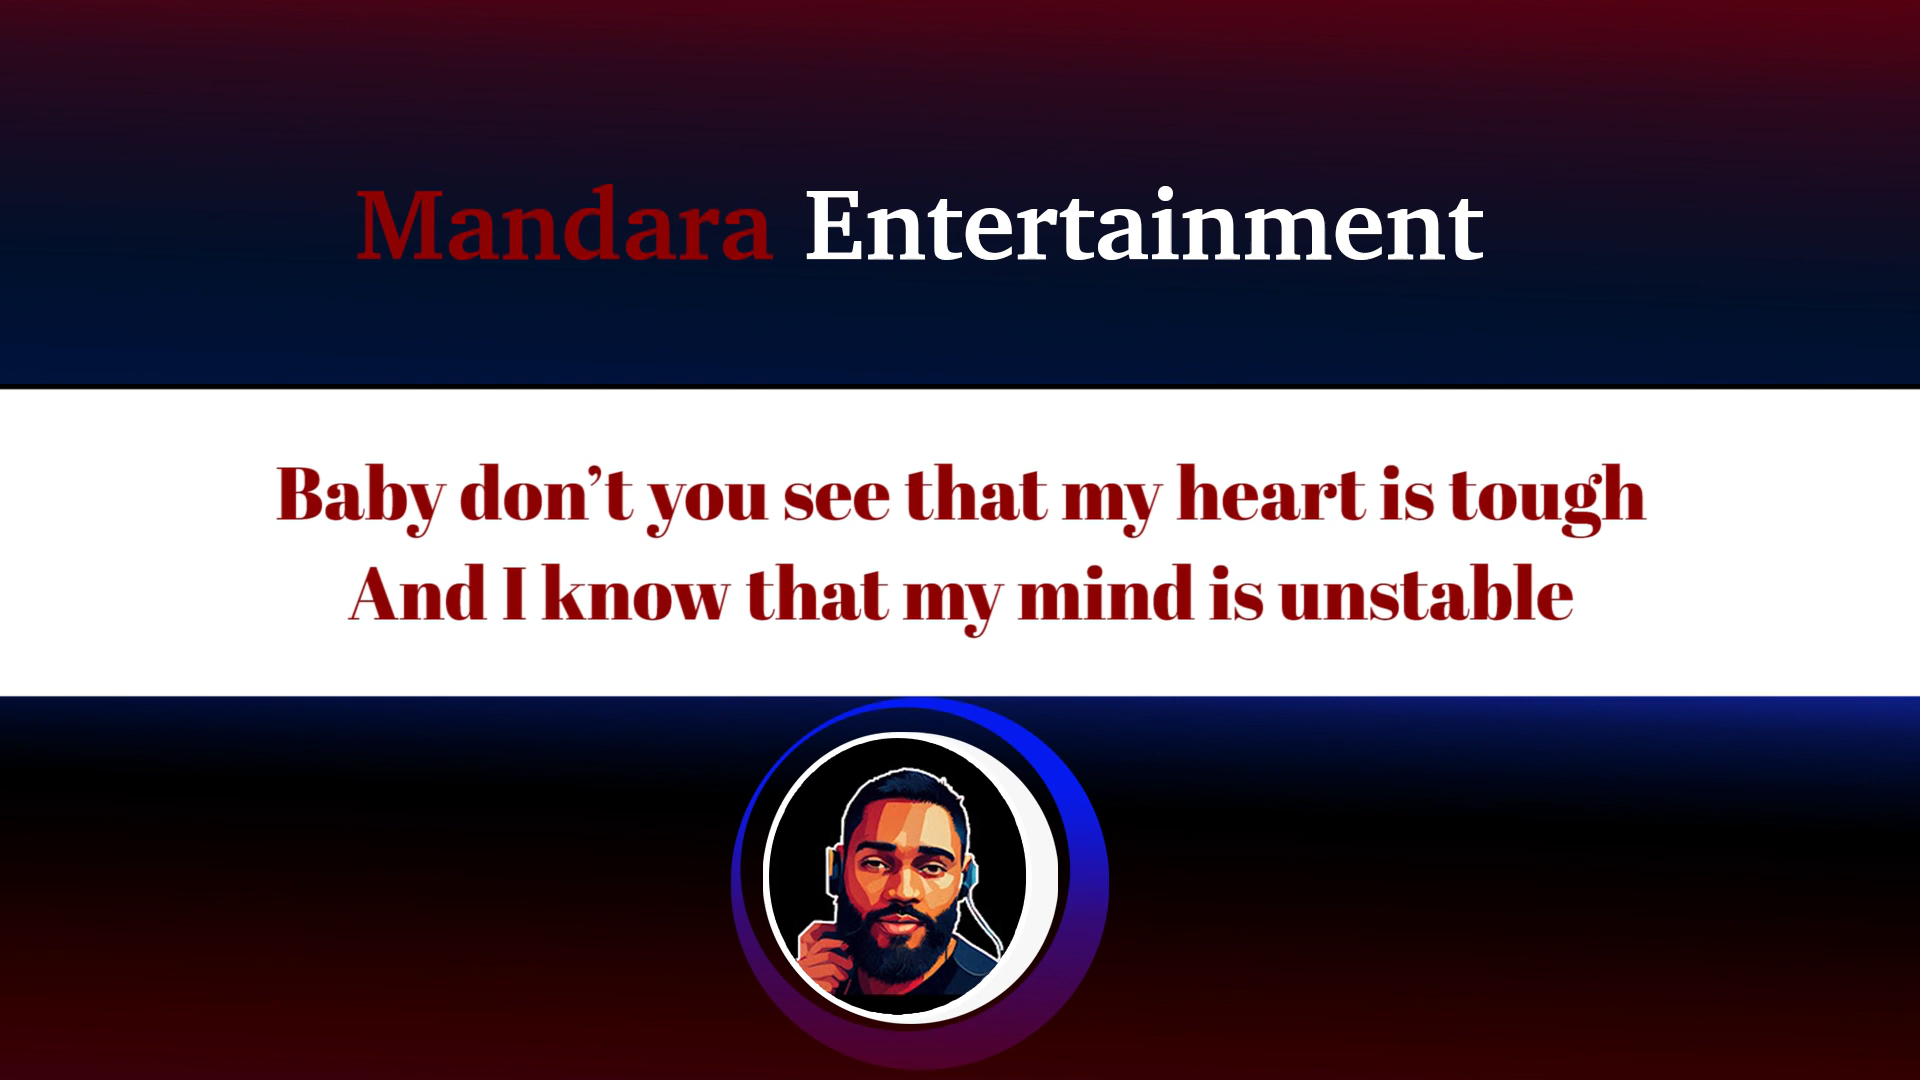 Mandara Entertainment
Baby don’t you see that my heart is tough
And I know that my mind is unstable